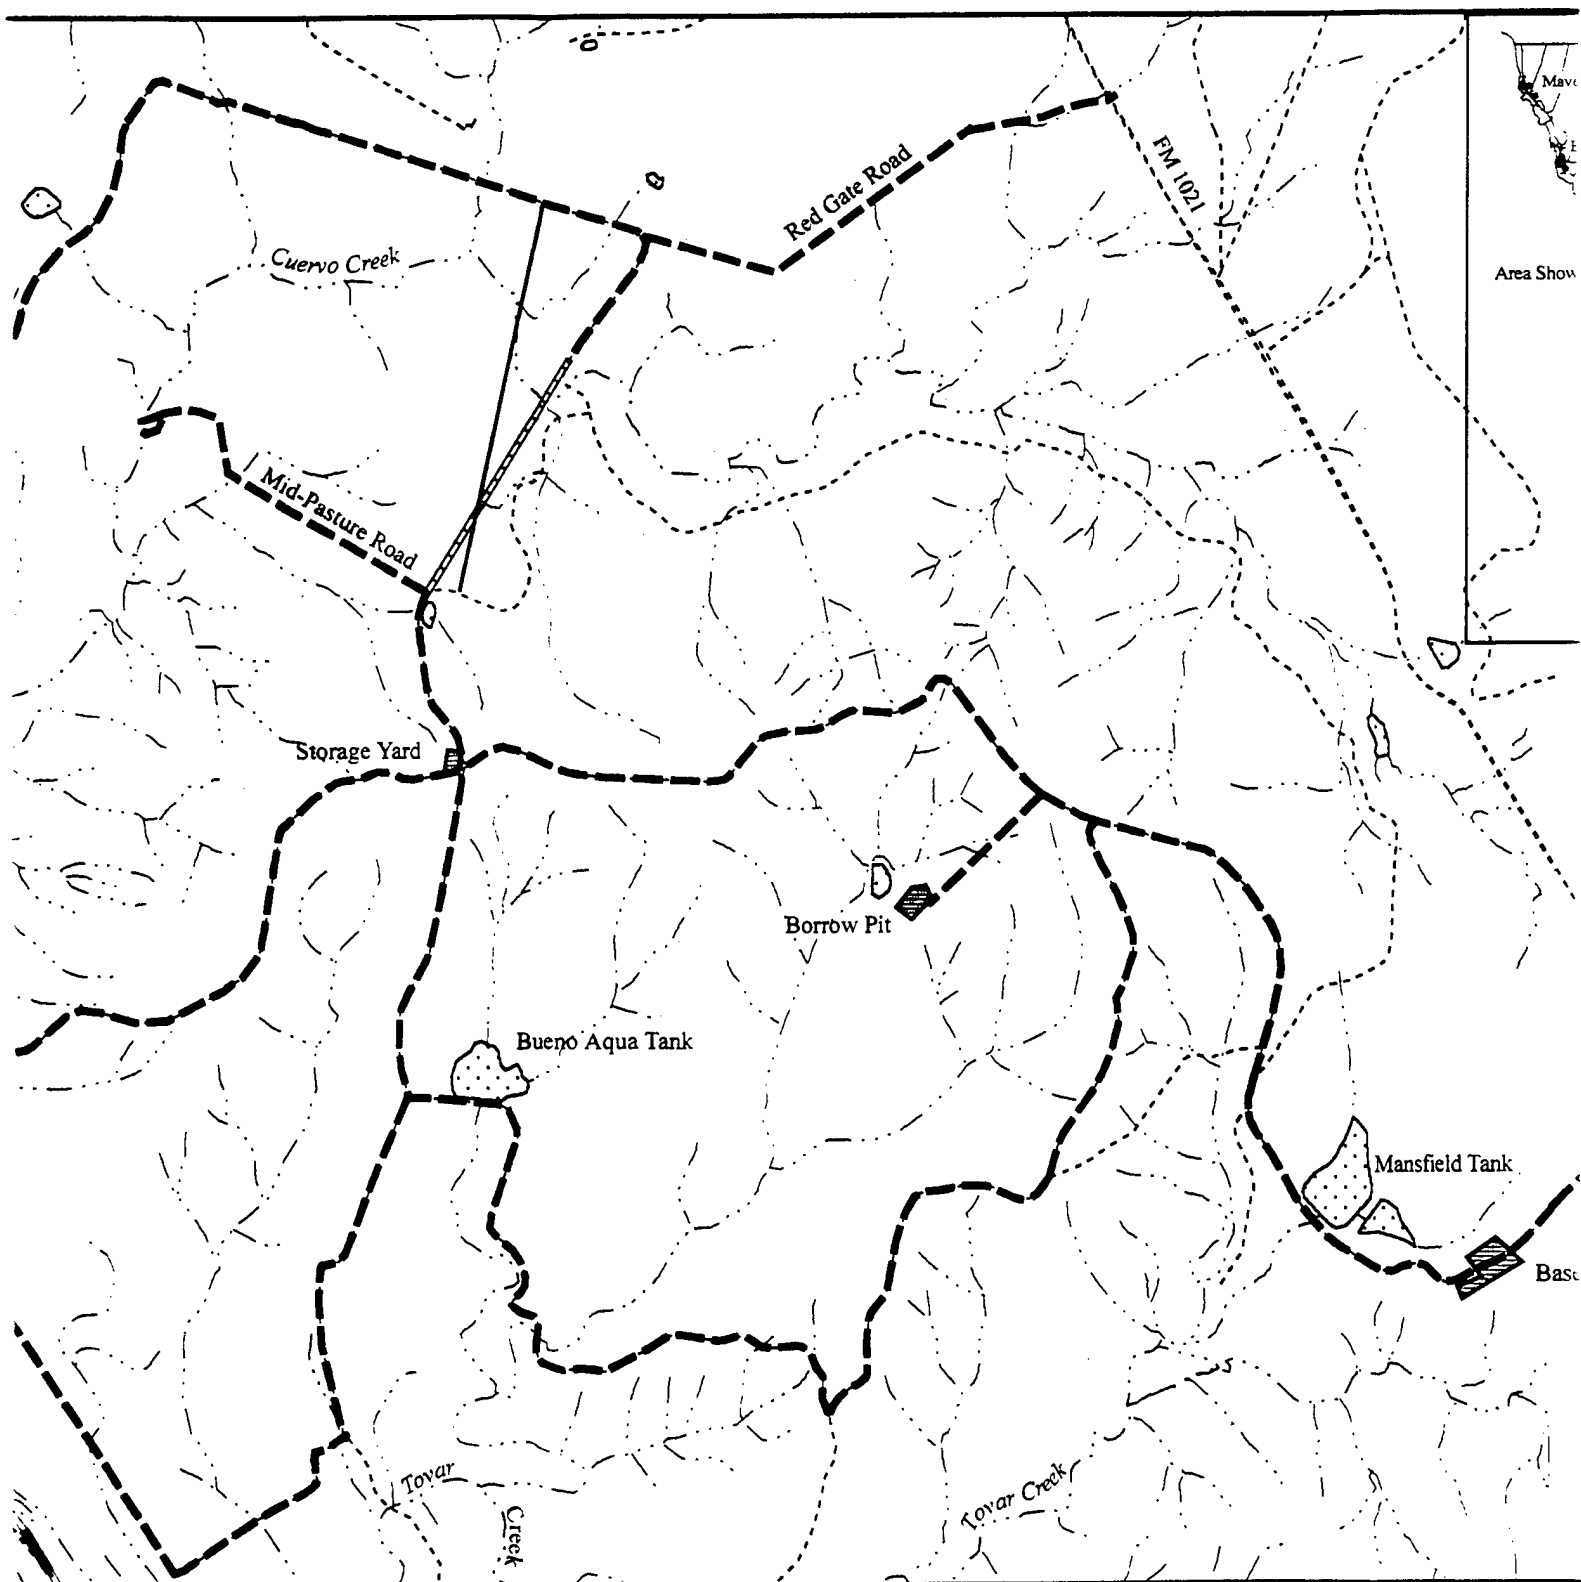 Mave
Red Gate Road
FM 1021
Cuervo Creek
Area Show
Mid-Pasture Road
Storage Yard
Borrow Pit
Bueno Aqua Tank
Mansfield Tank
Tovar
Creek
Tovar Creek